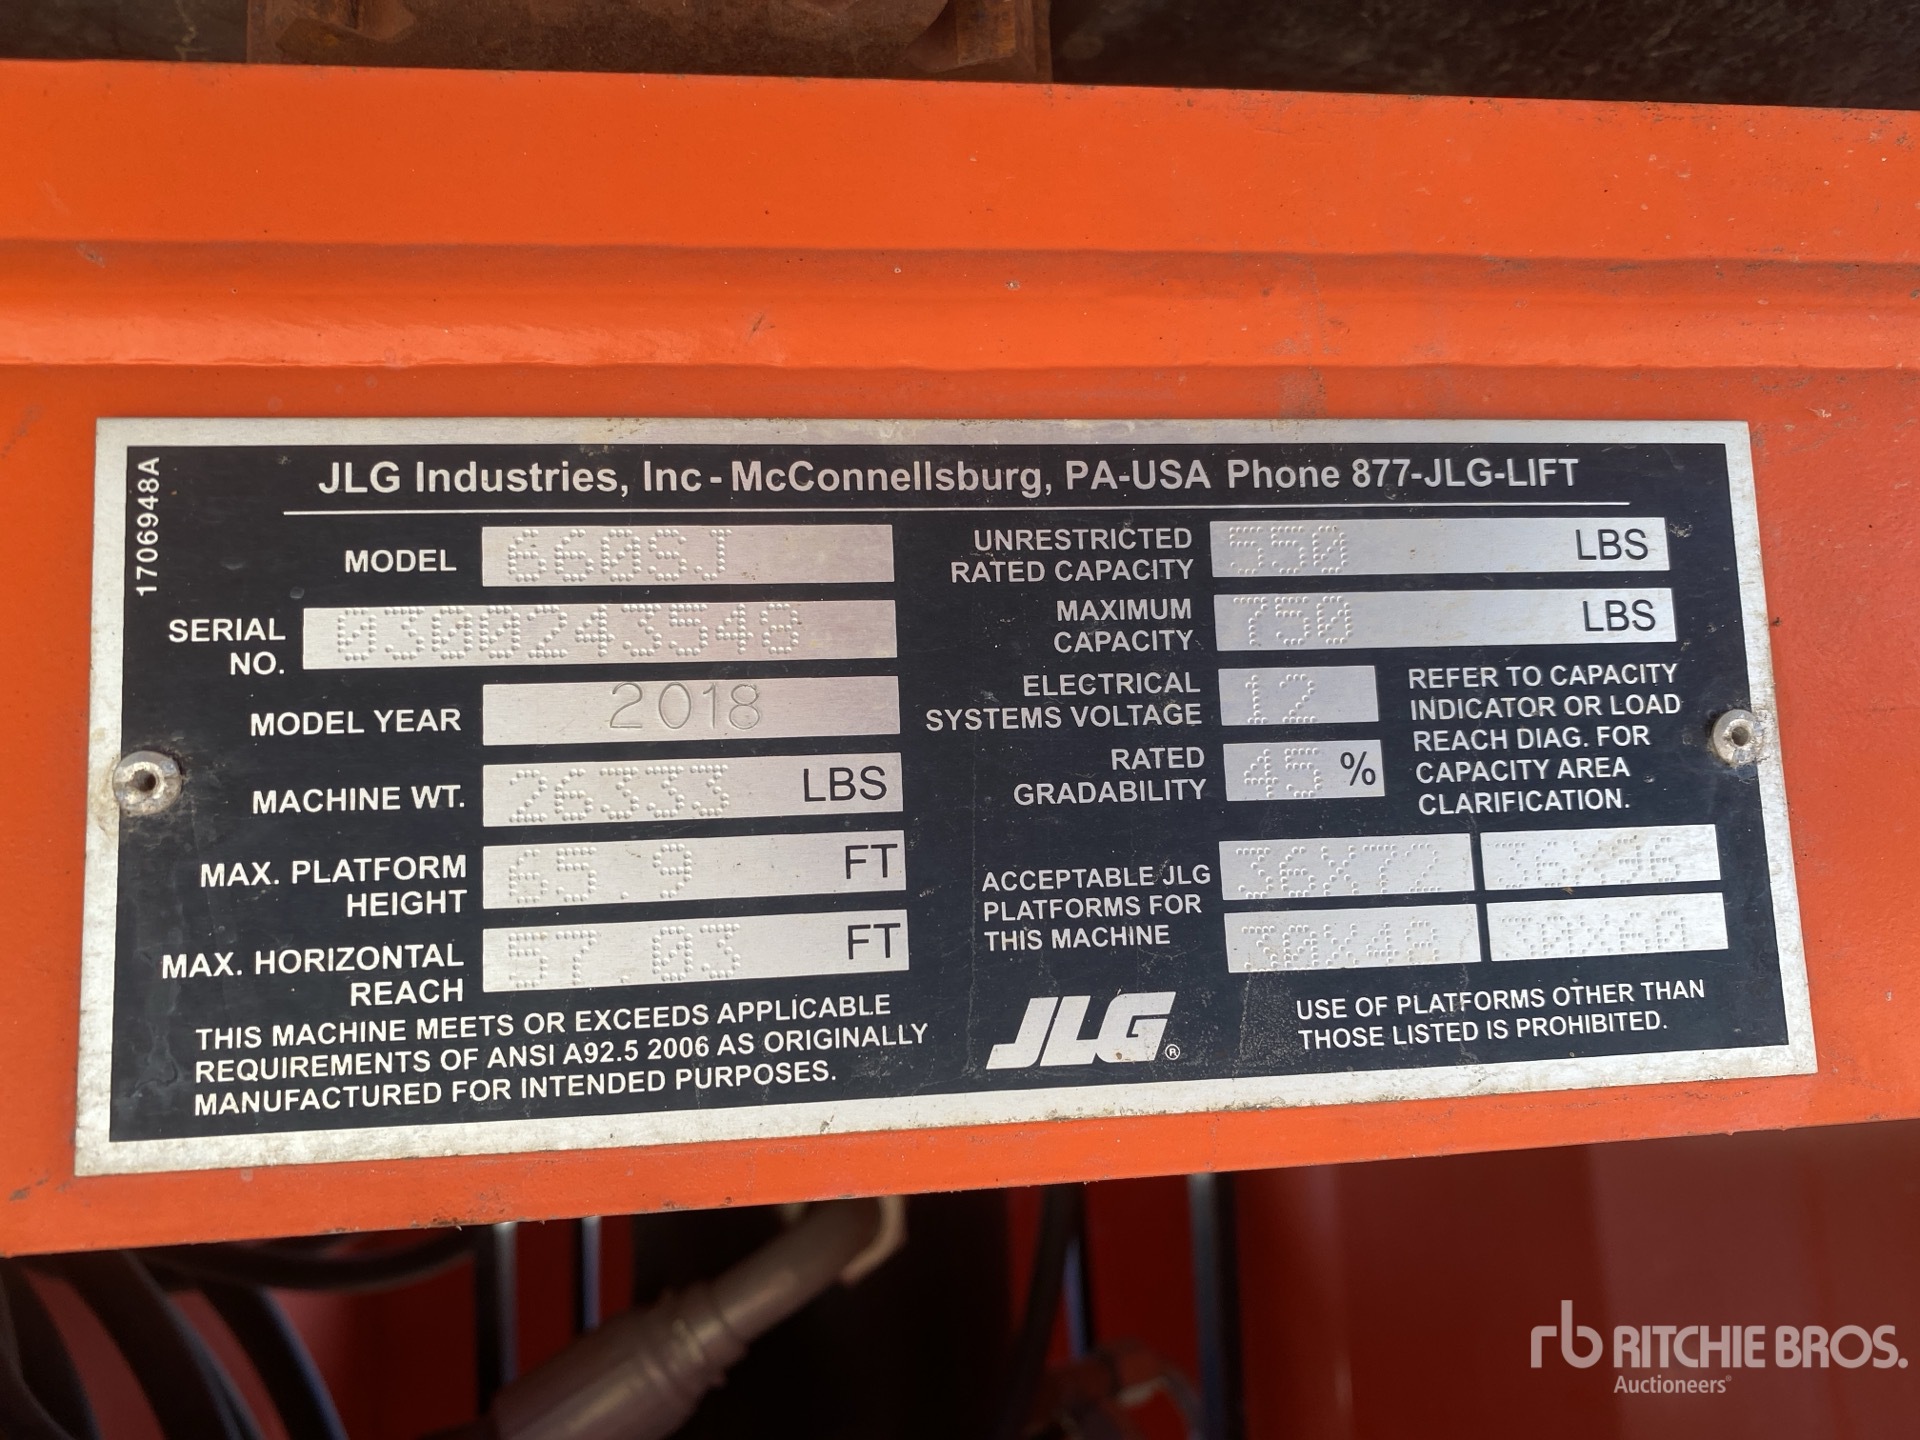 JLG Industries, Inc - McConnellsburg, PA-USA Phone 877-JLG-LIFT
17069948A
MODEL 660SJ
SERIAL NO. 0300243548
MODEL YEAR 2018
MACHINE WT. 26333 LBS
MAX. PLATFORM HEIGHT 65.9 FT
MAX. HORIZONTAL REACH 57.03 FT
THIS MACHINE MEETS OR EXCEEDS APPLICABLE
REQUIREMENTS OF ANSI A92.5 2006 AS ORIGINALLY
MANUFACTURED FOR INTENDED PURPOSES.
UNRESTRICTED RATED CAPACITY 550 LBS
MAXIMUM CAPACITY 750 LBS
ELECTRICAL SYSTEMS VOLTAGE 12
RATED GRADABILITY 45 %
REFER TO CAPACITY
INDICATOR OR LOAD
REACH DIAG. FOR
CAPACITY AREA
CLARIFICATION.
ACCEPTABLE JLG
PLATFORMS FOR
THIS MACHINE
36X72 36X96
30X48 30X60
JLG®
USE OF PLATFORMS OTHER THAN
THOSE LISTED IS PROHIBITED.
rb RITCHIE BROS.
Auctioneers®